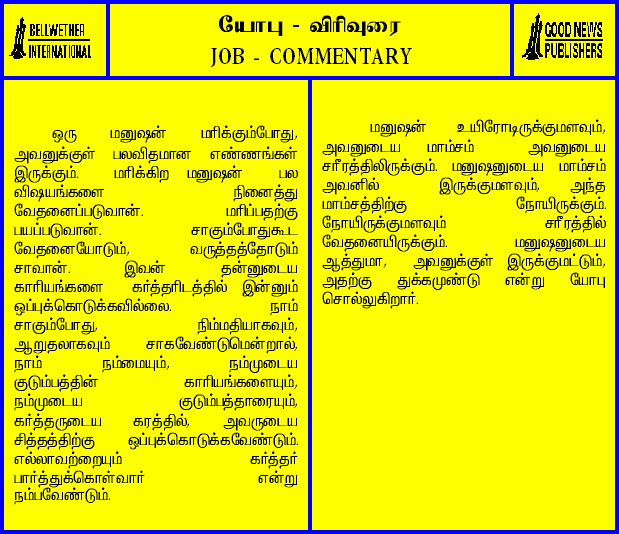 BELLWETHER
INTERNATIONAL
யோபு - விரிவுரை
JOB - COMMENTARY
GOOD NEWS
PUBLISHERS
ஒரு மனுஷன் மரிக்கும்போது,
அவனுக்குள் பலவிதமான எண்ணங்கள்
இருக்கும். மரிக்கிற மனுஷன் பல
விஷயங்களை நினைத்து
வேதனைப்படுவான். மரிப்பதற்கு
பயப்படுவான். சாகும்போதுகூட
வேதனையோடும், வருத்தத்தோடும்
சாவான். இவன் தன்னுடைய
காரியங்களை கர்த்தரிடத்தில் இன்னும்
ஒப்புக்கொடுக்கவில்லை. நாம்
சாகும்போது, நிம்மதியாகவும்,
ஆறுதலாகவும் சாகவேண்டுமென்றால்,
நாம் நம்மையும், நம்முடைய
குடும்பத்தின் காரியங்களையும்,
நம்முடைய குடும்பத்தாரையும்,
கர்த்தருடைய கரத்தில், அவருடைய
சித்தத்திற்கு ஒப்புக்கொடுக்கவேண்டும்.
எல்லாவற்றையும் கர்த்தர்
பார்த்துக்கொள்வார் என்று
நம்பவேண்டும்.
மனுஷன் உயிரோடிருக்குமளவும்,
அவனுடைய மாம்சம் அவனுடைய
சரீரத்திலிருக்கும். மனுஷனுடைய மாம்சம்
அவனில் இருக்குமளவும், அந்த
மாம்சத்திற்கு நோயிருக்கும்.
நோயிருக்குமளவும் சரீரத்தில்
வேதனையிருக்கும். மனுஷனுடைய
ஆத்துமா, அவனுக்குள் இருக்குமட்டும்,
அதற்கு துக்கமுண்டு என்று யோபு
சொல்லுகிறார்.